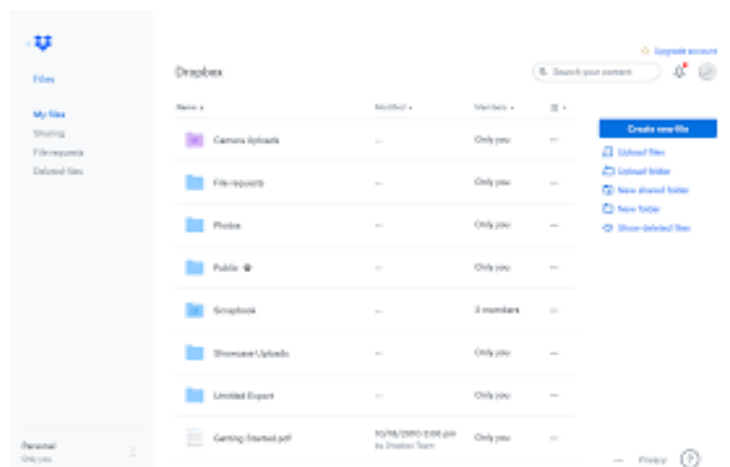 Upgrade account
Dropbox
Search your content
Files
Name
Modified
Members
My files
Create new file
Sharing
Camera Uploads
--
Only you
File requests
Upload files
Deleted files
Upload folder
File requests
--
Only you
New shared folder
New folder
Photos
--
Only you
Show deleted files
Public
--
Only you
Scrapbook
--
Showcase Uploads
--
Only you
Untitled Export
--
Only you
Getting Started.pdf
by Dropbox Team
Only you
Personal
Only you
Privacy
?